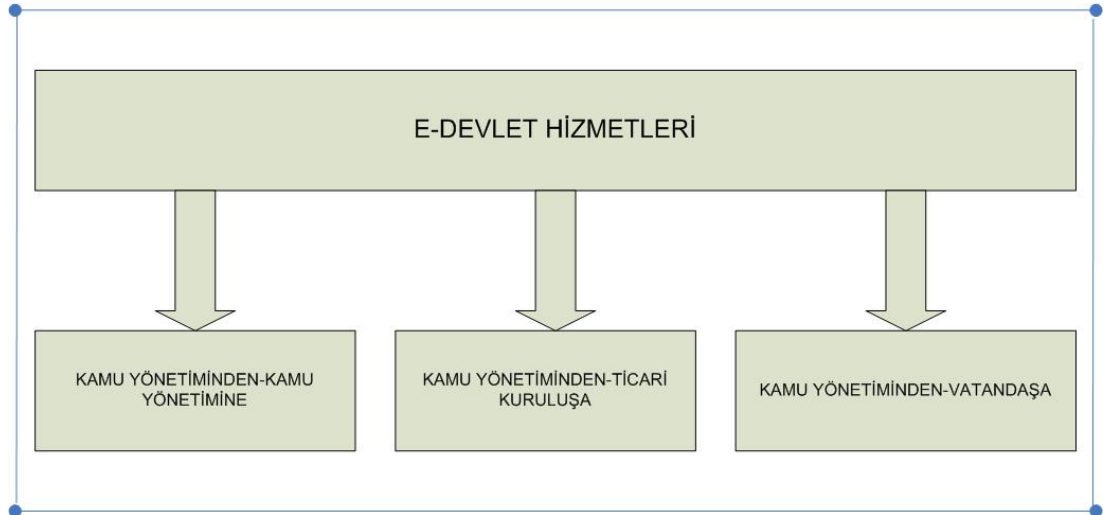 E-DEVLET HİZMETLERİ
KAMU YÖNETİMİNDEN-KAMU
YÖNETİMİNE
KAMU YÖNETİMİNDEN-TİCARİ
KURULUŞA
KAMU YÖNETİMİNDEN-VATANDAŞA